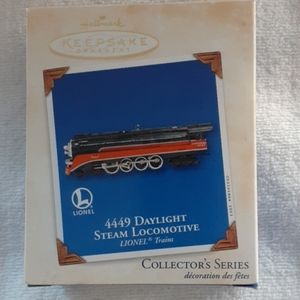 Hallmark
KEEPSAKE
ORNAMENT
LIONEL
4449 DAYLIGHT
STEAM LOCOMOTIVE
LIONEL® Trains
COLLECTOR'S SERIES
décoration des fêtes